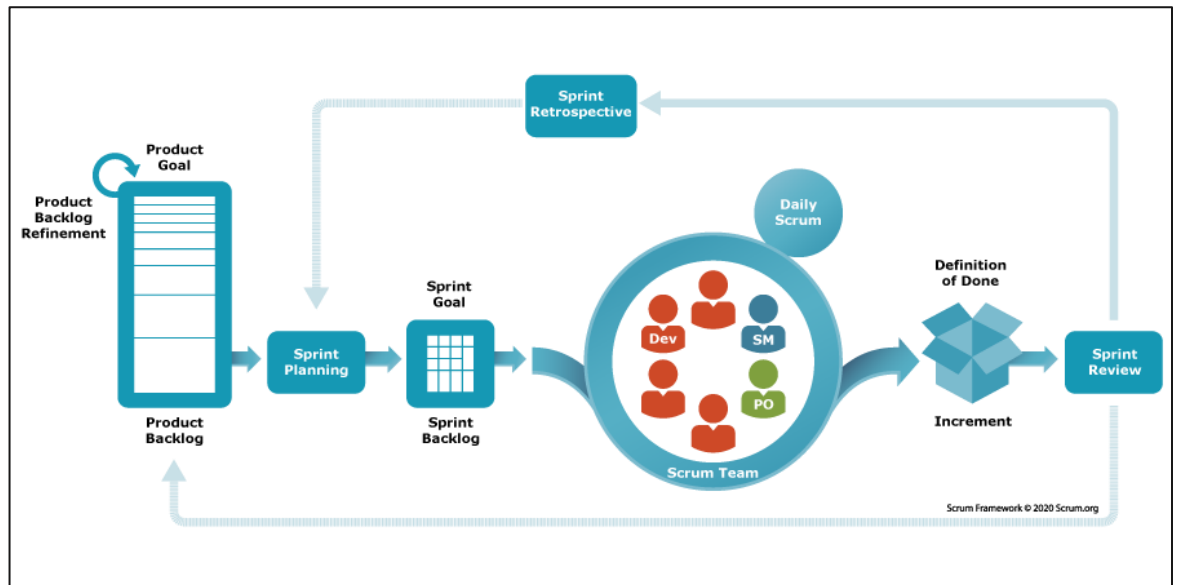 Sprint
Retrospective
Product
Goal
Daily
Scrum
Product
Backlog
Refinement
Definition
of Done
Sprint
Goal
Dev
SM
Sprint
Planning
Sprint
Review
PO
Product
Backlog
Sprint
Backlog
Increment
Scrum Team
Scrum Framework © 2020 Scrum.org